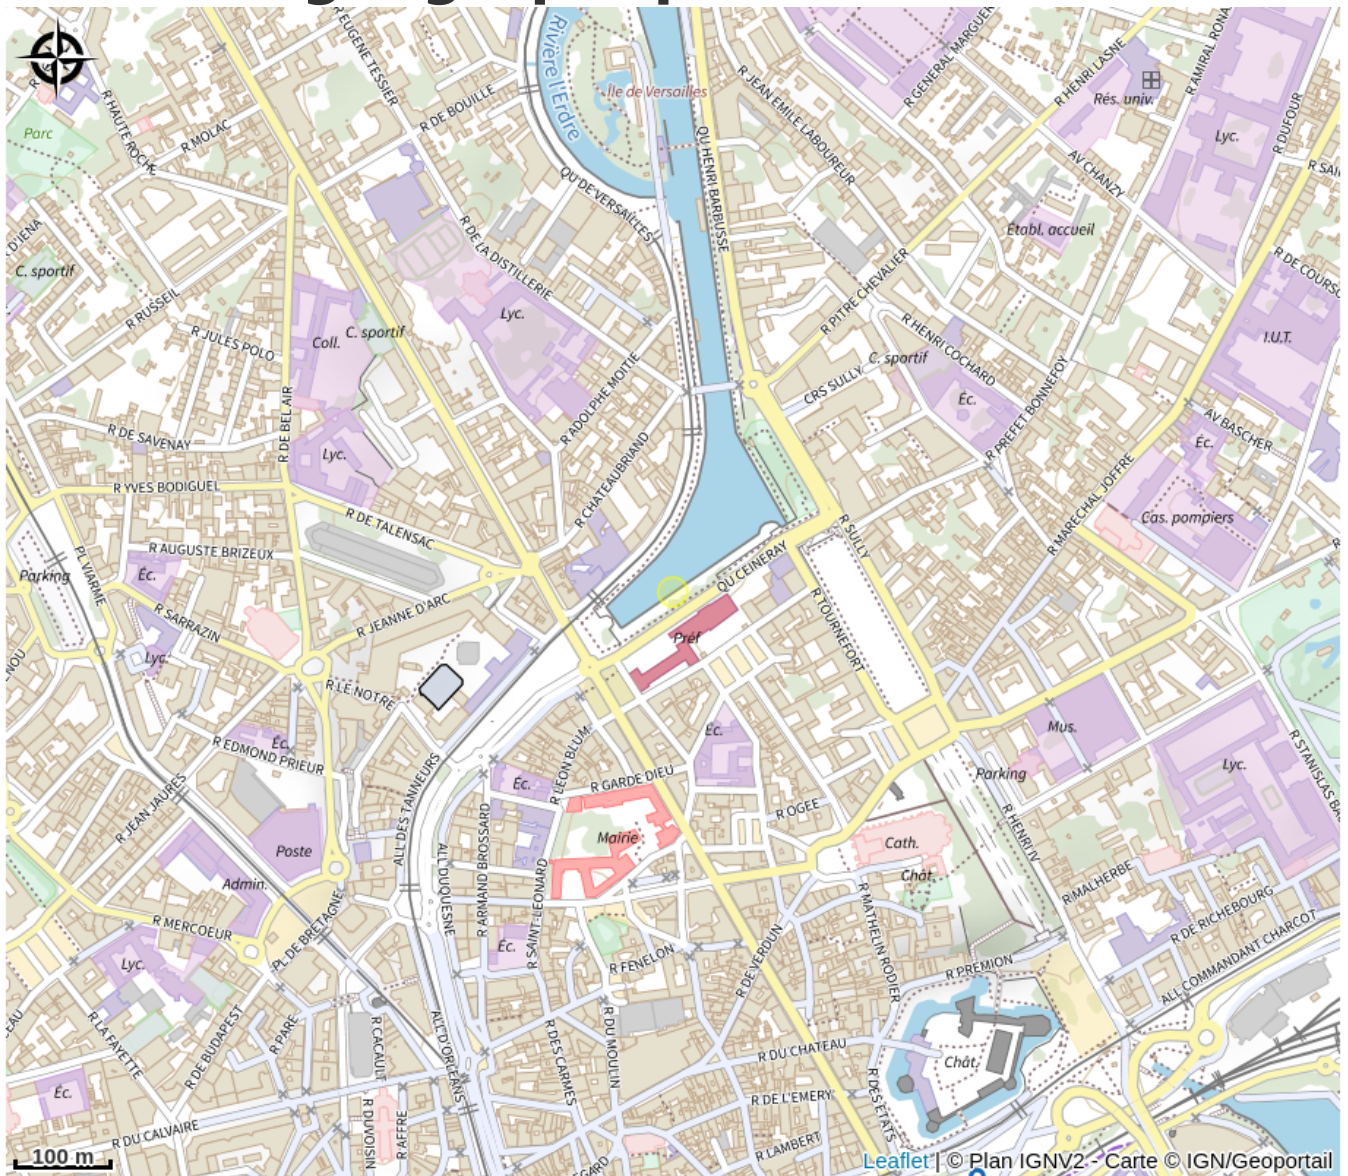 R EUGENE TESSIER
Rivière l'Erdre
Île de Versailles
R GENERAL MARGUER
R HENRI LASNE
R AMIRAL RONA
Rés. univ.
R JEAN EMILE LABOUREUR
R DE BOUILLE
R HAUTE ROCHE
R MOLAC
Parc
QU HENRI BARBUSSE
Lyc.
R DUFOUR
R SAI
AV CHANZY
QU DE VERSAILLES
Établ. accueil
R D'IENA
C. sportif
R DE LA DISTILLERIE
R PITRE CHEVALIER
R DE COURSO
R RUSSEIL
R JULES POLO
Coll.
C. sportif
Lyc.
R HENRI COCHARD
C. sportif
I.U.T.
CRS SULLY
Éc.
R ADOLPHE MOITIE
R PREFET BONNEFOY
R DE BEL AIR
AV BASCHER
R DE SAVENAY
Lyc.
R CHATEAUBRIAND
Éc.
R YVES BODIGUEL
R MARECHAL JOFFRE
Cas. pompiers
R DE TALENSAC
R SULLY
R AUGUSTE BRIZEUX
QU CEINERAY
Parking
PL VIARME
Éc.
R SARRAZIN
R JEANNE D'ARC
R TOURNEFORT
Préf.
Lyc.
NOU
R LE NOTRE
Mus.
Éc.
Éc.
R EDMOND PRIEUR
R LEON BLUM
R STANISLAS BA
Lyc.
Parking
R GARDE DIEU
Éc.
R JEAN JAURES
ALL DES TANNEURS
R OGEE
R HENRI IV
Mairie
Cath.
Poste
R ARMAND BROSSARD
ALL DUQUESNE
Chât.
R MALHERBE
Admin.
R SAINT-LEONARD
R MATHELIN RODIER
R MERCOEUR
PL DE BRETAGNE
R DE RICHEBOURG
Éc.
R DE VERDUN
ALL COMMANDANT CHARCOT
Lyc.
R FENELON
R PREMION
R LA FAYETTE
R DE BUDAPEST
R PARE
R CACAULT
ALL D'ORLEANS
R DES CARMES
R DU MOULIN
R DU CHATEAU
Chât.
Éc.
R DES ETATS
R DE L'EMERY
R DU CALVAIRE
R DUVOISIN
R AFFRE
R LAMBERT
100 m
Leaflet | © Plan IGNV2 - Carte © IGN/Geoportail